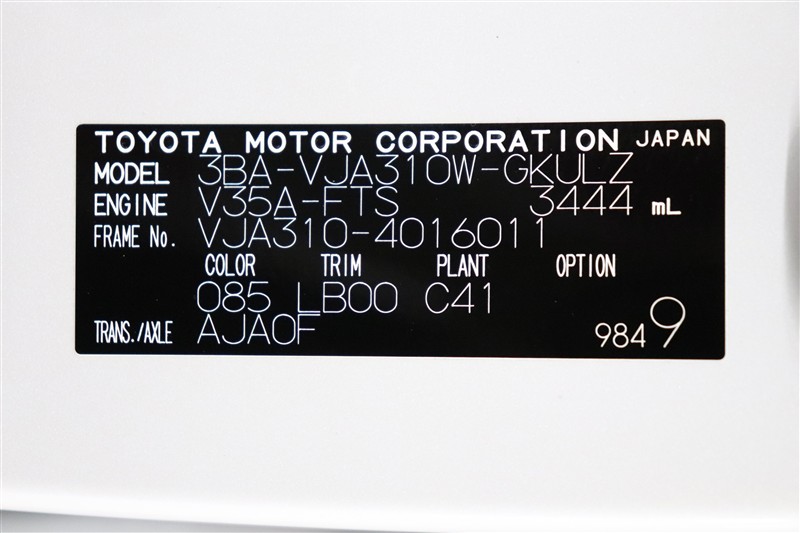 TOYOTA MOTOR CORPORATION JAPAN
MODEL 3BA-VJA310W-GKULZ
ENGINE V35A-FTS 3444 mL
FRAME No. VJA310-4016011
COLOR TRIM PLANT OPTION
085 LB00 C41
TRANS./AXLE AJA0F 9849